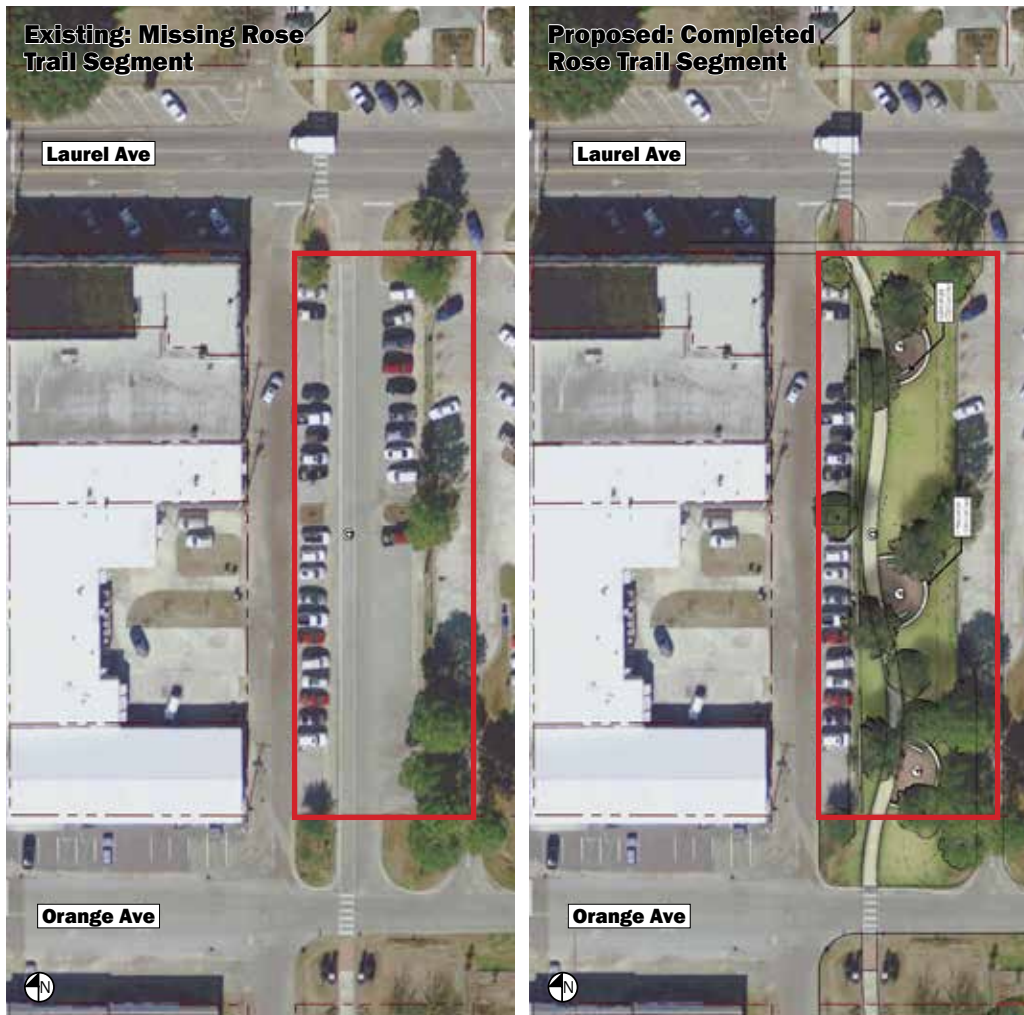 Existing: Missing Rose
Trail Segment
Laurel Ave
Orange Ave
N
Proposed: Completed
Rose Trail Segment
Laurel Ave
Orange Ave
N